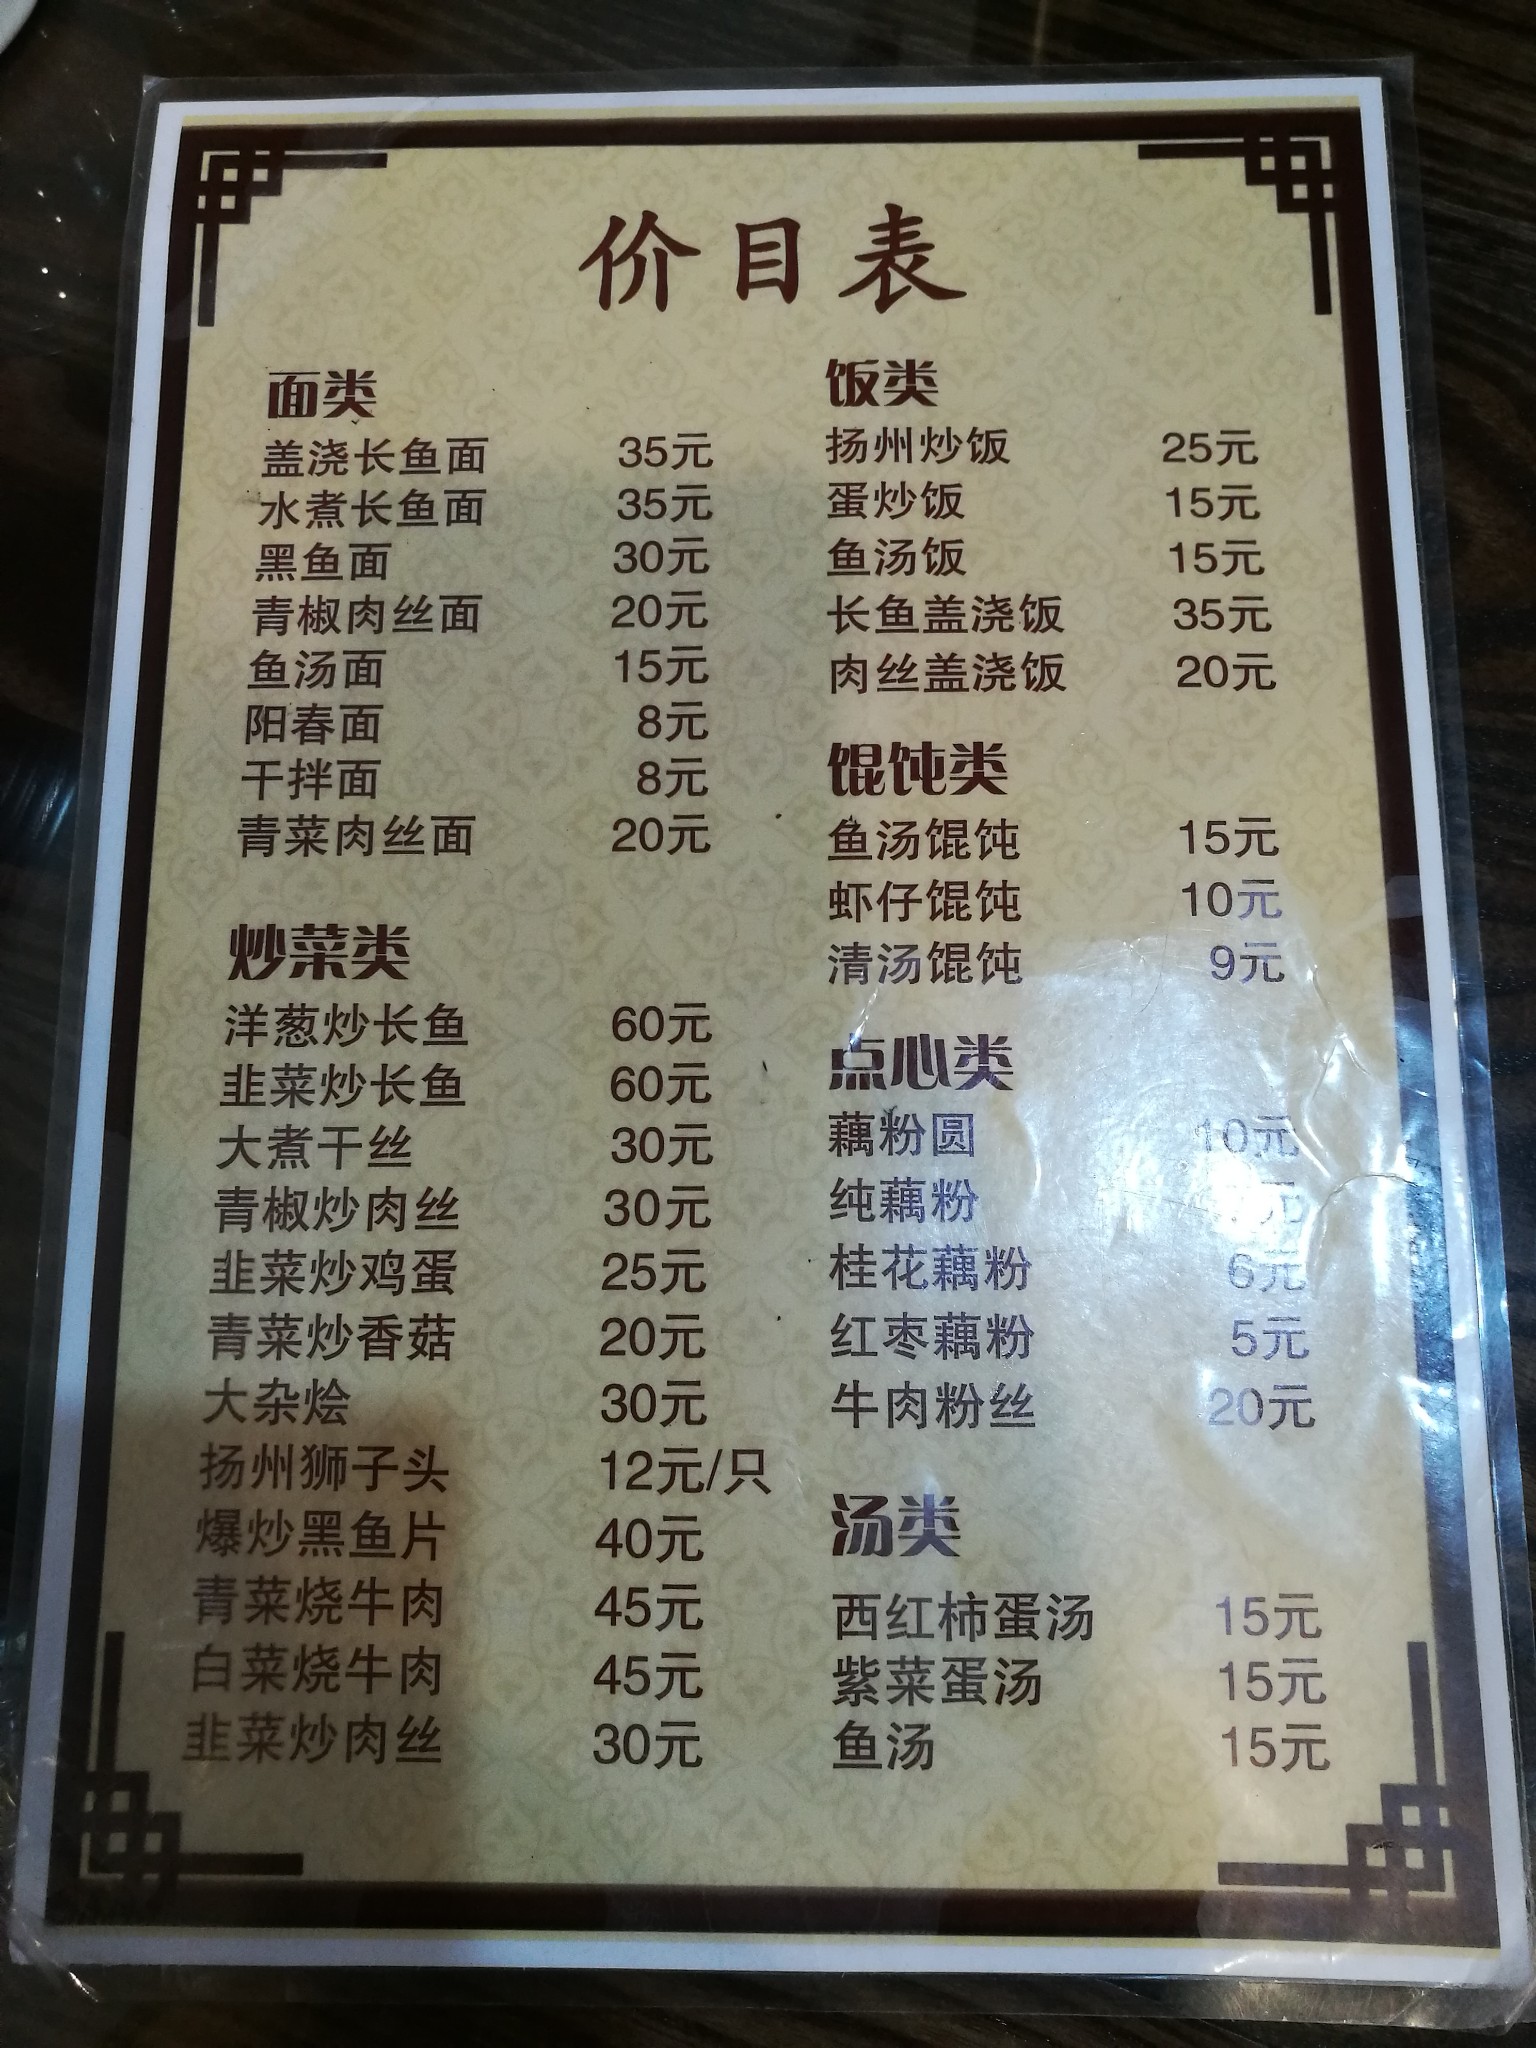 价目表
面类
盖浇长鱼面 35元
水煮长鱼面 35元
黑鱼面 30元
青椒肉丝面 20元
鱼汤面 15元
阳春面 8元
干拌面 8元
青菜肉丝面 20元
炒菜类
洋葱炒长鱼 60元
韭菜炒长鱼 60元
大煮干丝 30元
青椒炒肉丝 30元
韭菜炒鸡蛋 25元
青菜炒香菇 20元
大杂烩 30元
扬州狮子头 12元/只
爆炒黑鱼片 40元
青菜烧牛肉 45元
白菜烧牛肉 45元
韭菜炒肉丝 30元
饭类
扬州炒饭 25元
蛋炒饭 15元
鱼汤饭 15元
长鱼盖浇饭 35元
肉丝盖浇饭 20元
馄饨类
鱼汤馄饨 15元
虾仔馄饨 10元
清汤馄饨 9元
点心类
藕粉圆 10元
纯藕粉 元
桂花藕粉 6元
红枣藕粉 5元
牛肉粉丝 20元
汤类
西红柿蛋汤 15元
紫菜蛋汤 15元
鱼汤 15元